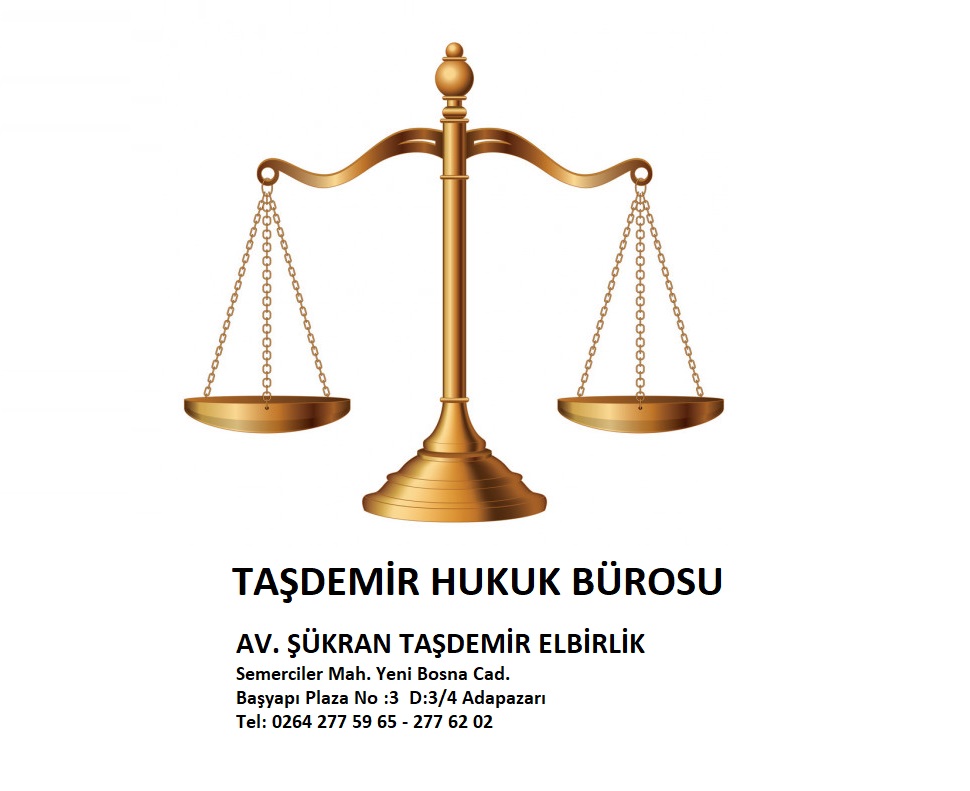 TAŞDEMİR HUKUK BÜROSU
AV. ŞÜKRAN TAŞDEMİR ELBİRLİK
Semerciler Mah. Yeni Bosna Cad.
Başyapı Plaza No :3  D:3/4 Adapazarı
Tel: 0264 277 59 65 - 277 62 02